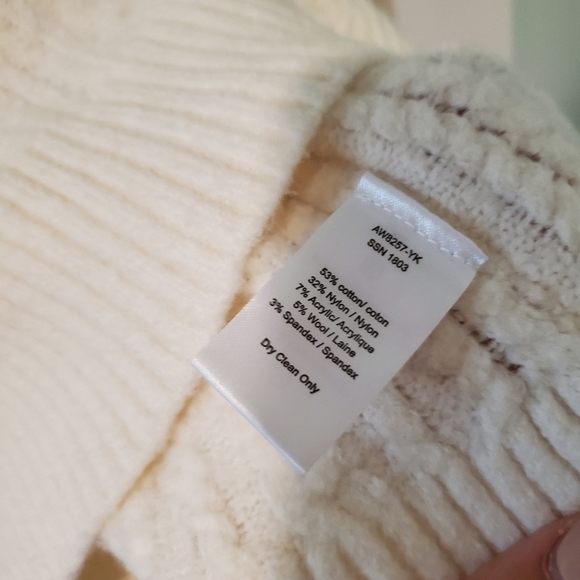 AW8257-YK
SSN 1803
53% cotton/ coton
32% Nylon / Nylon
7% Acrylic/ Acrylique
5% Wool / Laine
3% Spandex / Spandex
Dry Clean Only